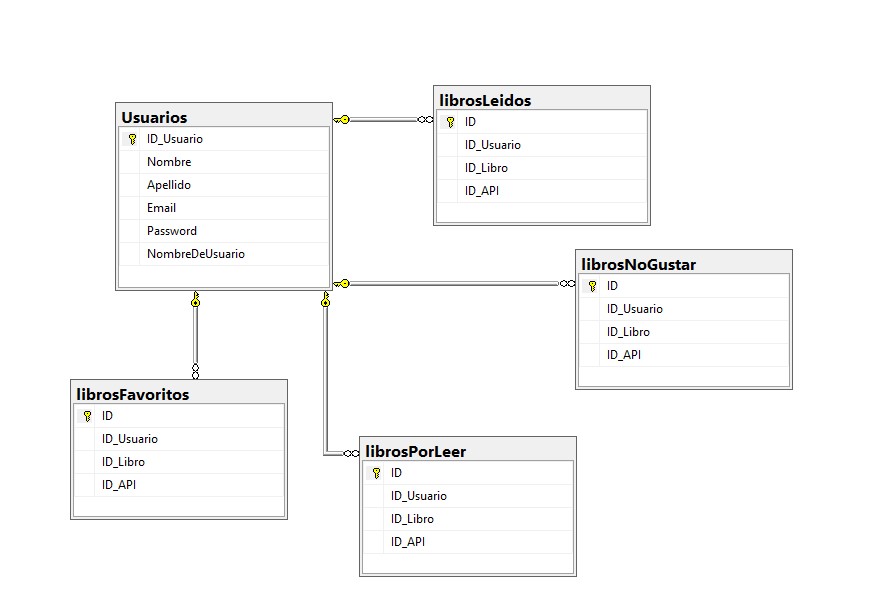 Usuarios
ID_Usuario
Nombre
Apellido
Email
Password
NombreDeUsuario
librosLeidos
ID
ID_Usuario
ID_Libro
ID_API
librosNoGustar
ID
ID_Usuario
ID_Libro
ID_API
librosFavoritos
ID
ID_Usuario
ID_Libro
ID_API
librosPorLeer
ID
ID_Usuario
ID_Libro
ID_API